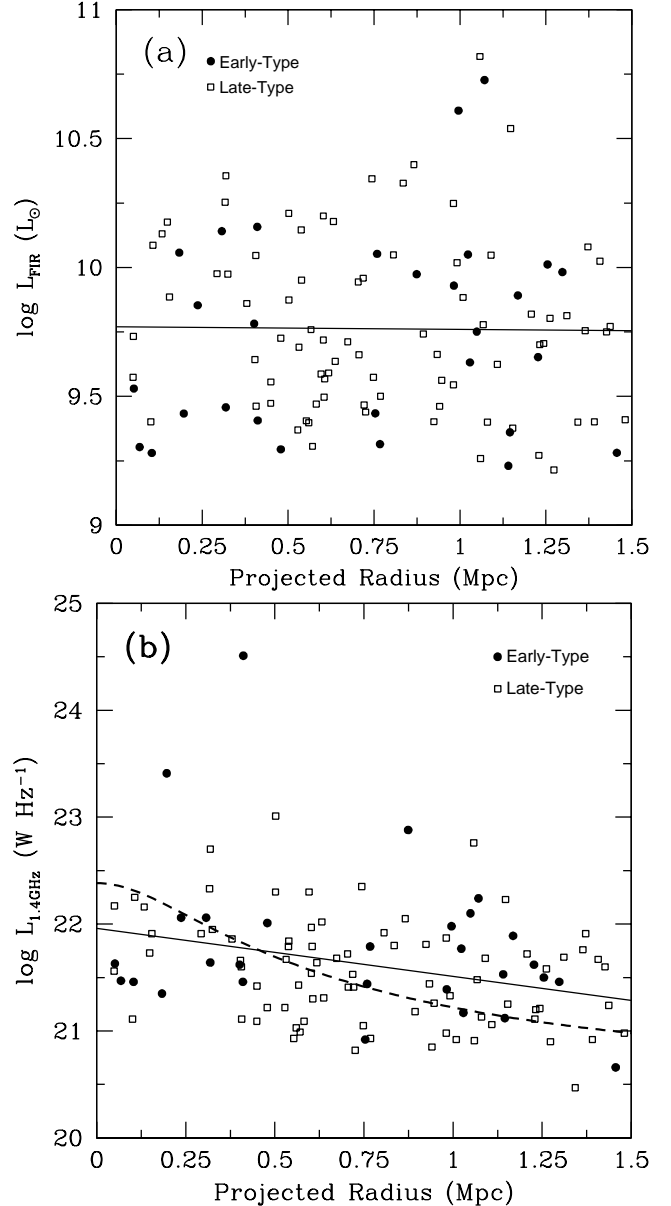 11
(a)
Early-Type
Late-Type
10.5
log L_FIR (L_⊙)
10
9.5
9
0 0.25 0.5 0.75 1 1.25 1.5
Projected Radius (Mpc)
25
(b)
Early-Type
Late-Type
24
23
log L_1.4GHz (W Hz⁻¹)
22
21
20
0 0.25 0.5 0.75 1 1.25 1.5
Projected Radius (Mpc)